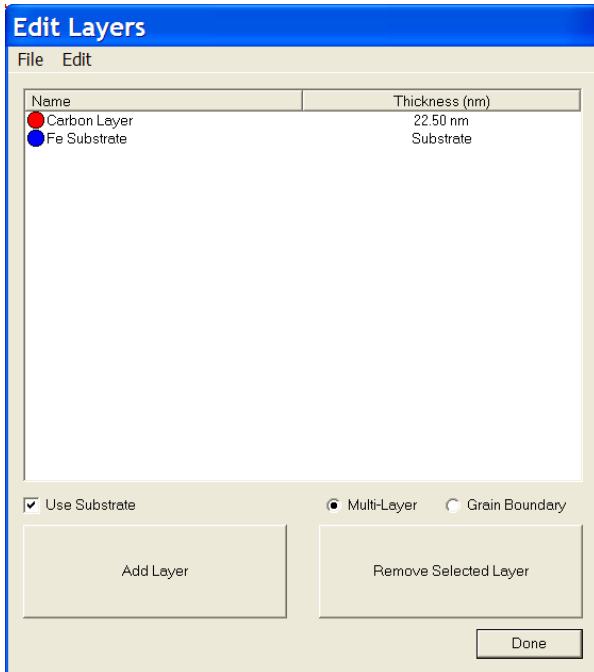 Edit Layers
File Edit
Name Thickness (nm)
Carbon Layer 22.50 nm
Fe Substrate Substrate
Use Substrate Multi-Layer Grain Boundary
Add Layer Remove Selected Layer
Done